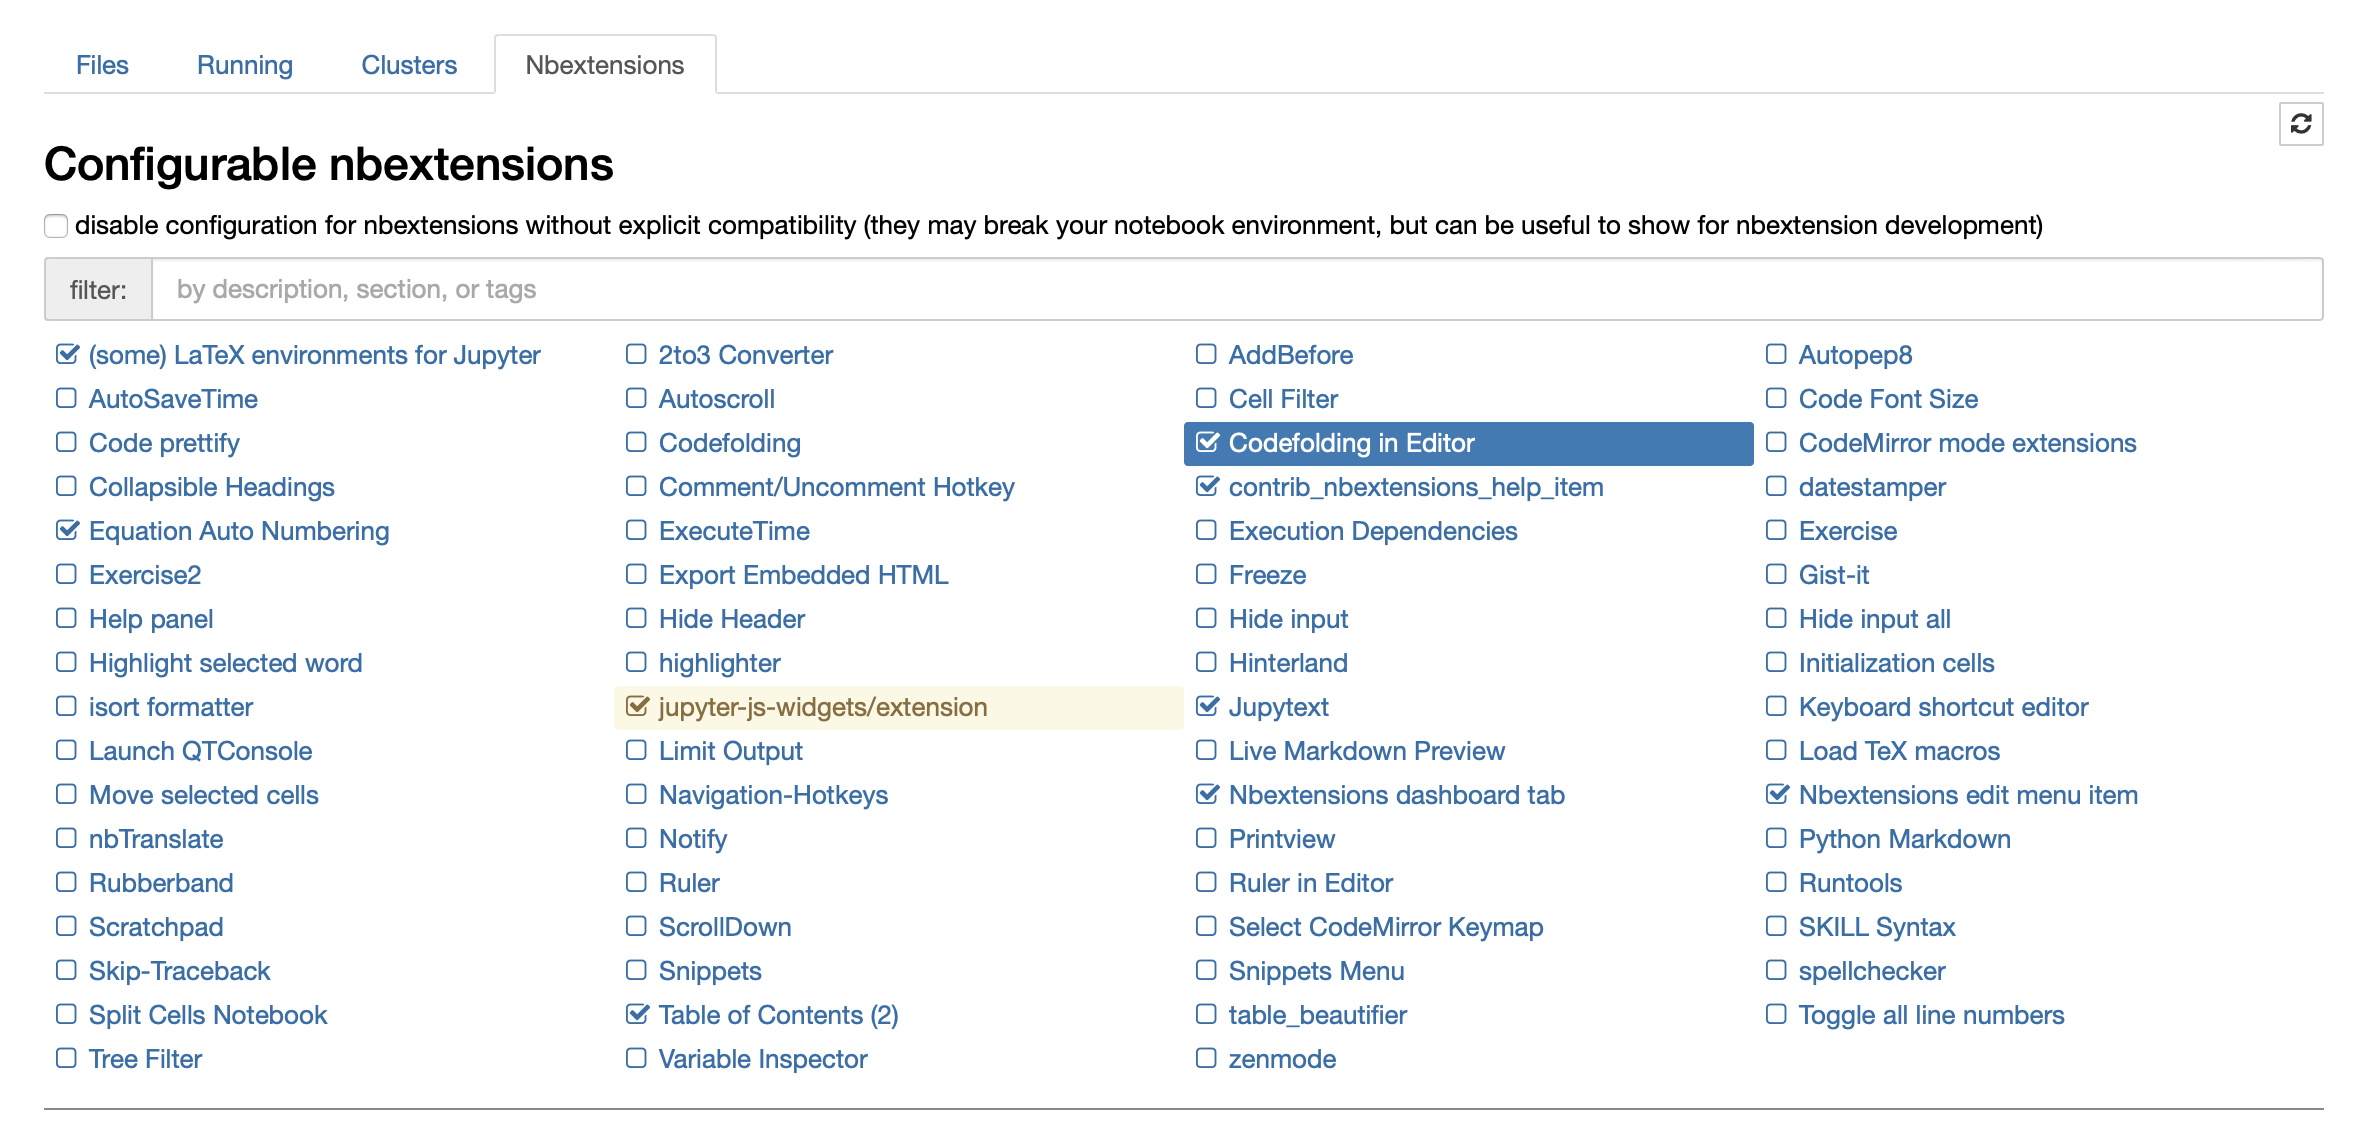 Files Running Clusters Nbextensions
Configurable nbextensions
disable configuration for nbextensions without explicit compatibility (they may break your notebook environment, but can be useful to show for nbextension development)
filter: by description, section, or tags
(some) LaTeX environments for Jupyter 2to3 Converter AddBefore Autopep8
AutoSaveTime Autoscroll Cell Filter Code Font Size
Code prettify Codefolding Codefolding in Editor CodeMirror mode extensions
Collapsible Headings Comment/Uncomment Hotkey contrib_nbextensions_help_item datestamper
Equation Auto Numbering ExecuteTime Execution Dependencies Exercise
Exercise2 Export Embedded HTML Freeze Gist-it
Help panel Hide Header Hide input Hide input all
Highlight selected word highlighter Hinterland Initialization cells
isort formatter jupyter-js-widgets/extension Jupytext Keyboard shortcut editor
Launch QTConsole Limit Output Live Markdown Preview Load TeX macros
Move selected cells Navigation-Hotkeys Nbextensions dashboard tab Nbextensions edit menu item
nbTranslate Notify Printview Python Markdown
Rubberband Ruler Ruler in Editor Runtools
Scratchpad ScrollDown Select CodeMirror Keymap SKILL Syntax
Skip-Traceback Snippets Snippets Menu spellchecker
Split Cells Notebook Table of Contents (2) table_beautifier Toggle all line numbers
Tree Filter Variable Inspector zenmode